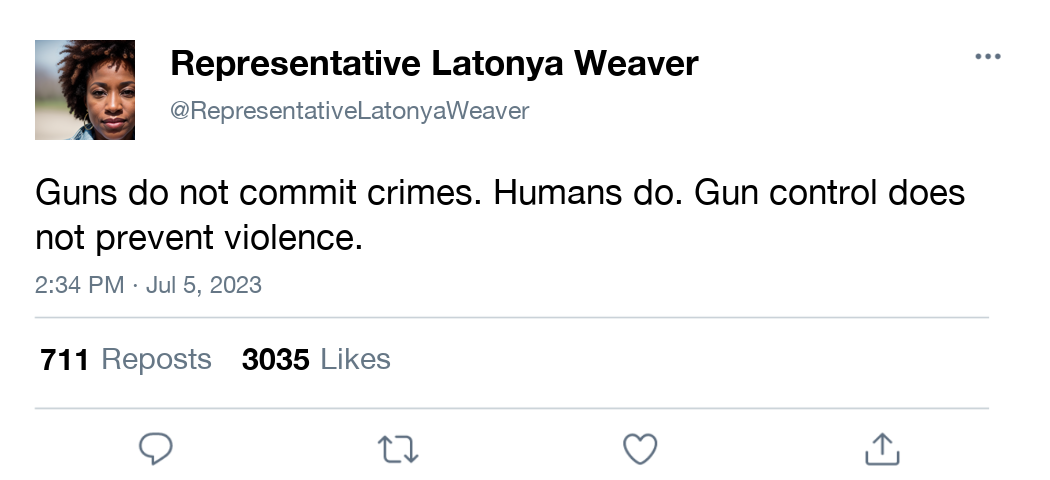 Representative Latonya Weaver
@RepresentativeLatonyaWeaver
Guns do not commit crimes. Humans do. Gun control does
not prevent violence.
2:34 PM · Jul 5, 2023
711 Reposts 3035 Likes